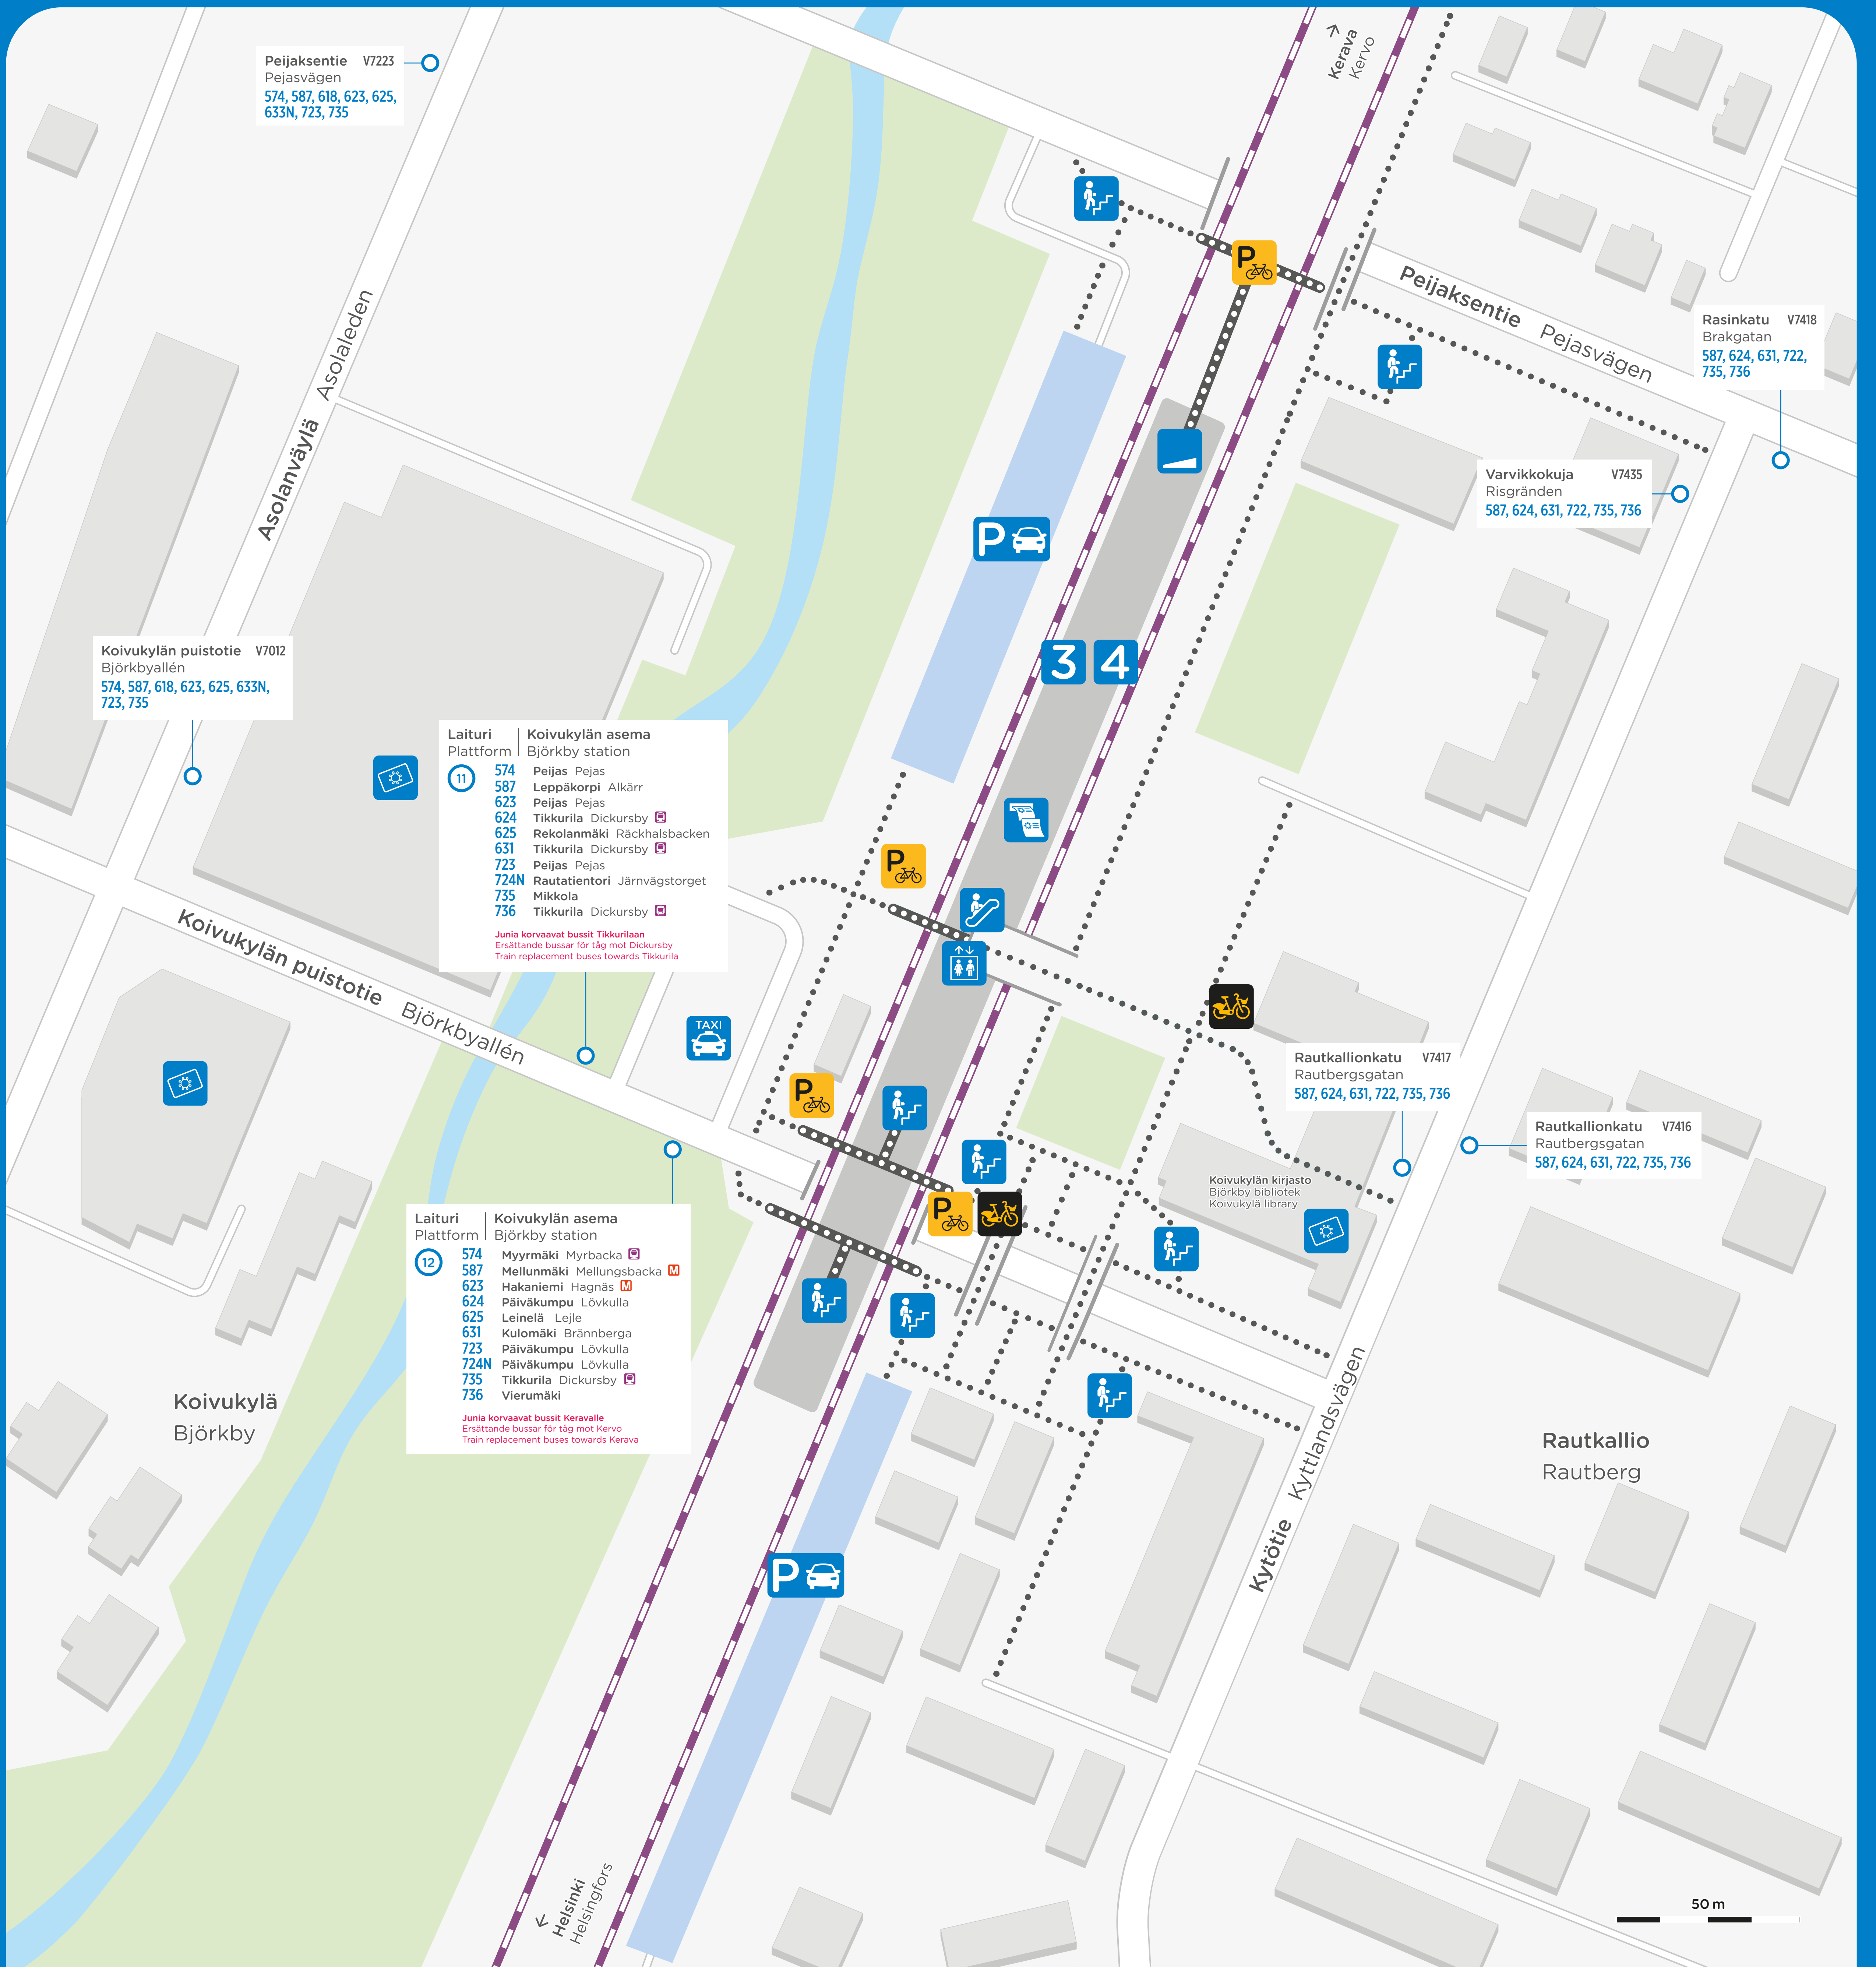 Kerava
Kervo
Peijaksentie V7223
Pejasvägen
574, 587, 618, 623, 625,
633N, 723, 735
P
Peijaksentie Pejasvägen
Rasinkatu V7418
Brakgatan
587, 624, 631, 722,
735, 736
Asolanväylä Asolaleden
Varvikkokuja V7435
Risgränden
587, 624, 631, 722, 735, 736
P
3 4
Koivukylän puistotie V7012
Björkbyallén
574, 587, 618, 623, 625, 633N,
723, 735
Laituri Koivukylän asema
Plattform Björkby station
11 574 Peijas Pejas
587 Leppäkorpi Alkärr
623 Peijas Pejas
624 Tikkurila Dickursby
625 Rekolanmäki Räckhalsbacken
631 Tikkurila Dickursby
723 Peijas Pejas
724N Rautatientori Järnvägstorget
735 Mikkola
736 Tikkurila Dickursby
Junia korvaavat bussit Tikkurilaan
Ersättande bussar för tåg mot Dickursby
Train replacement buses towards Tikkurila
P
Koivukylän puistotie Björkbyallén
TAXI
P
Rautkallionkatu V7417
Rautbergsgatan
587, 624, 631, 722, 735, 736
Rautkallionkatu V7416
Rautbergsgatan
587, 624, 631, 722, 735, 736
Koivukylän kirjasto
Björkby bibliotek
Koivukylä library
P
Laituri Koivukylän asema
Plattform Björkby station
12 574 Myyrmäki Myrbacka
587 Mellunmäki Mellungsbacka M
623 Hakaniemi Hagnäs M
624 Päiväkumpu Lövkulla
625 Leinelä Lejle
631 Kulomäki Brännberga
723 Päiväkumpu Lövkulla
724N Päiväkumpu Lövkulla
735 Tikkurila Dickursby
736 Vierumäki
Junia korvaavat bussit Keravalle
Ersättande bussar för tåg mot Kervo
Train replacement buses towards Kerava
Koivukylä
Björkby
Kytötie Kyttlandsvägen
Rautkallio
Rautberg
P
Helsinki
Helsingfors
50 m